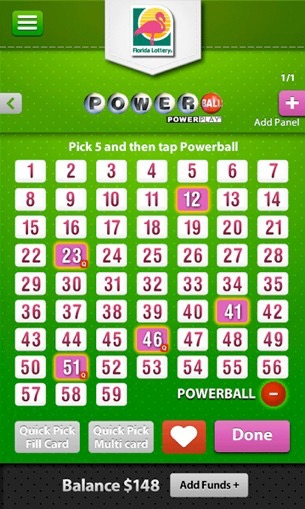 Florida Lottery
1/1
POWERBALL
POWERPLAY
Add Panel
Pick 5 and then tap Powerball
1 2 3 4 5 6 7
8 9 10 11 12 13 14
15 16 17 18 19 20 21
22 23 Q 24 25 26 27 28
29 30 31 32 33 34 35
36 37 38 39 40 41 42
43 44 45 46 Q 47 48 49
50 51 Q 52 53 54 55 56
57 58 59 POWERBALL
Quick Pick Quick Pick
Fill Card Multi card Done
Balance $148 Add Funds +